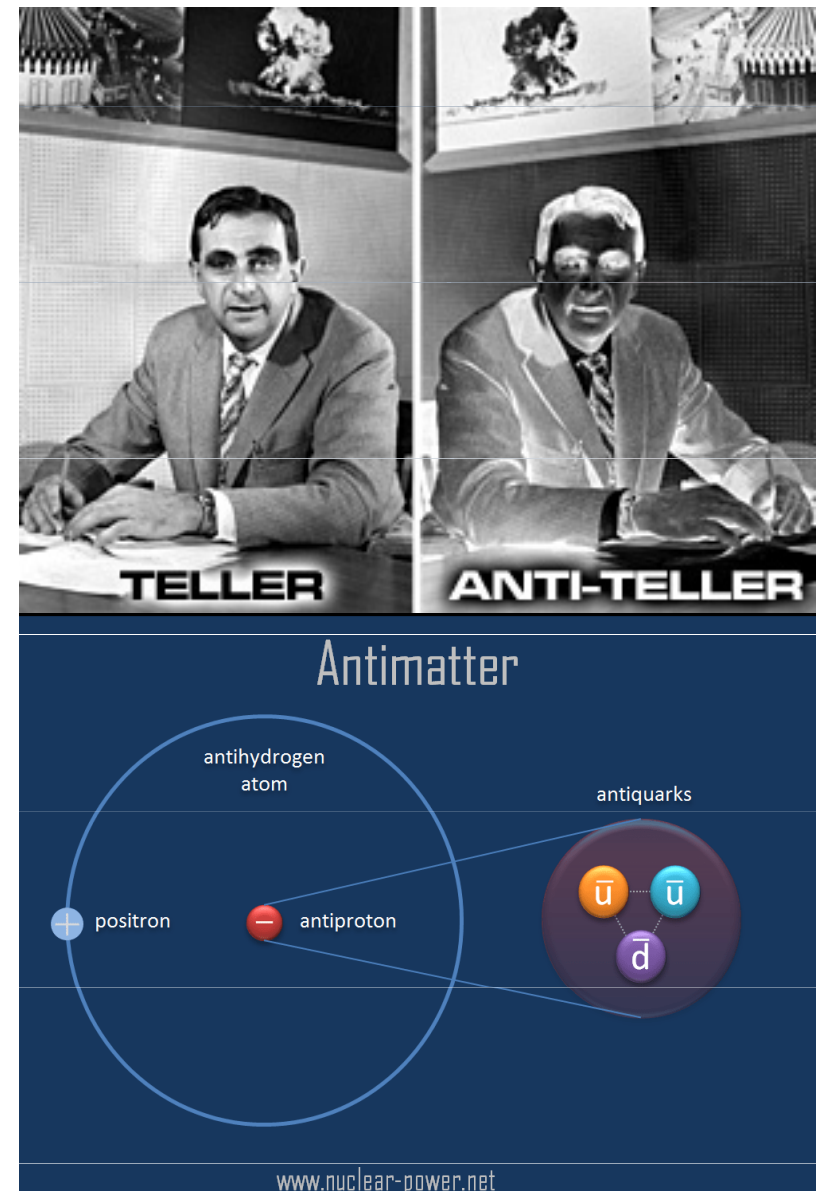 TELLER
ANTI-TELLER
Antimatter
antihydrogen
atom
antiquarks
u̅ u̅
+ positron − antiproton
d̅
www.nuclear-power.net